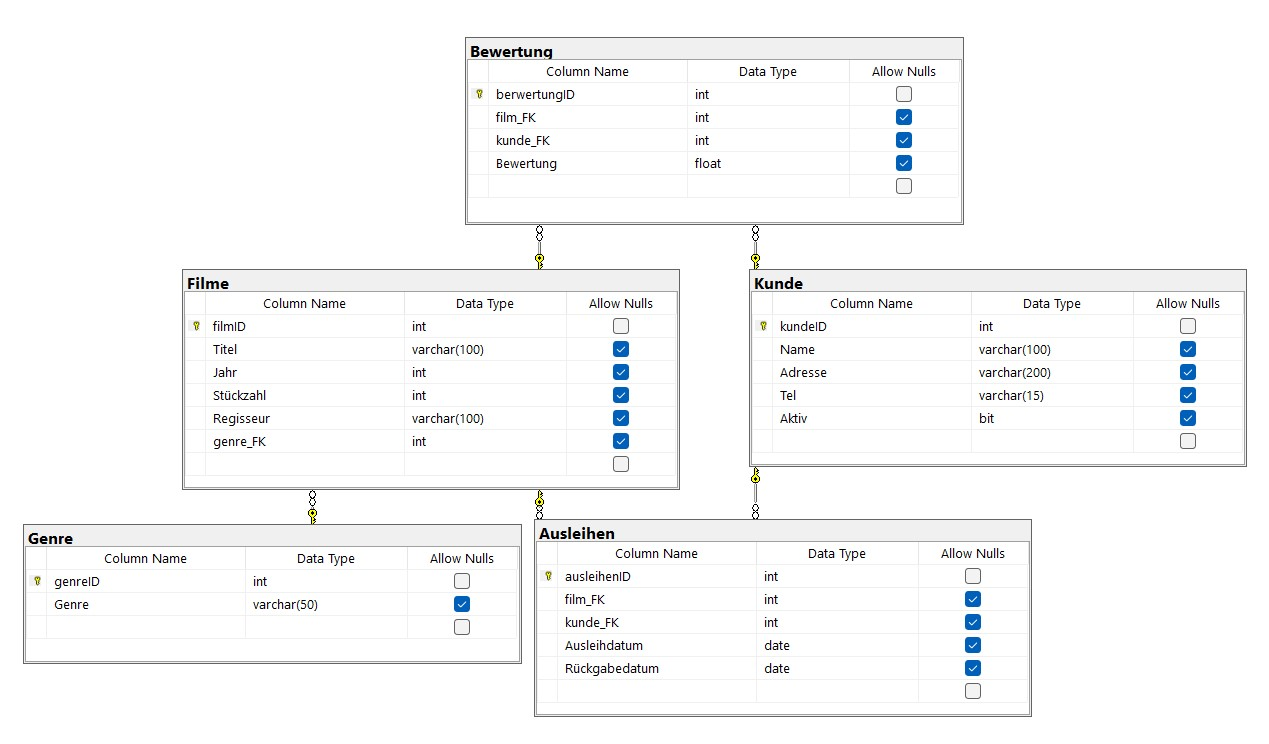 Bewertung
Column Name Data Type Allow Nulls
berwertungID int
film_FK int
kunde_FK int
Bewertung float
Filme
Column Name Data Type Allow Nulls
filmID int
Titel varchar(100)
Jahr int
Stückzahl int
Regisseur varchar(100)
genre_FK int
Kunde
Column Name Data Type Allow Nulls
kundeID int
Name varchar(100)
Adresse varchar(200)
Tel varchar(15)
Aktiv bit
Genre
Column Name Data Type Allow Nulls
genreID int
Genre varchar(50)
Ausleihen
Column Name Data Type Allow Nulls
ausleihenID int
film_FK int
kunde_FK int
Ausleihdatum date
Rückgabedatum date